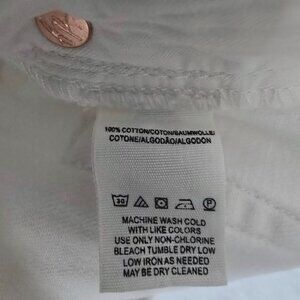 100% COTTON/COTON/BAUMWOLLE/
COTONE/ALGODÃO/ALGODON
30
P
MACHINE WASH COLD
WITH LIKE COLORS
USE ONLY NON-CHLORINE
BLEACH TUMBLE DRY LOW
LOW IRON AS NEEDED
MAY BE DRY CLEANED